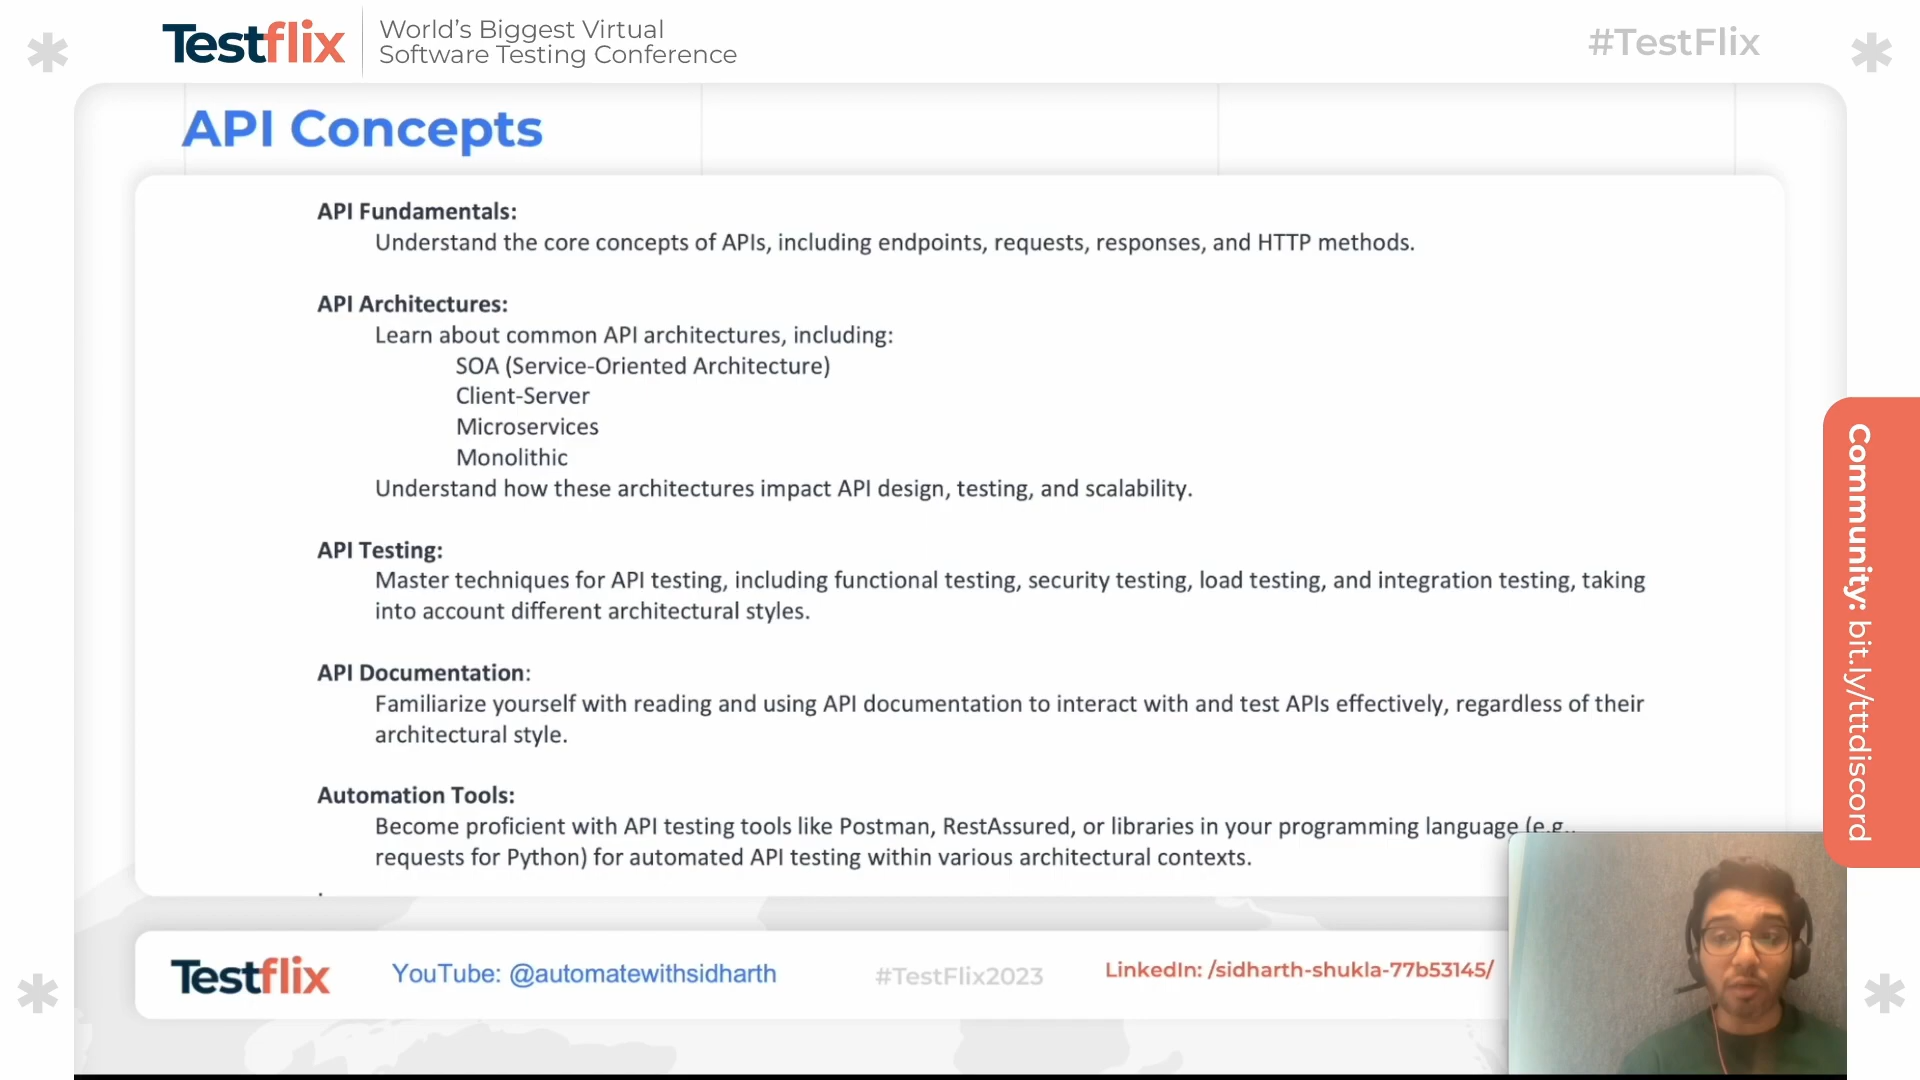 Testflix
World's Biggest Virtual
Software Testing Conference
#TestFlix
API Concepts
API Fundamentals:
Understand the core concepts of APIs, including endpoints, requests, responses, and HTTP methods.
API Architectures:
Learn about common API architectures, including:
SOA (Service-Oriented Architecture)
Client-Server
Microservices
Monolithic
Understand how these architectures impact API design, testing, and scalability.
API Testing:
Master techniques for API testing, including functional testing, security testing, load testing, and integration testing, taking
into account different architectural styles.
API Documentation:
Familiarize yourself with reading and using API documentation to interact with and test APIs effectively, regardless of their
architectural style.
Automation Tools:
Become proficient with API testing tools like Postman, RestAssured, or libraries in your programming language (e.g.,
requests for Python) for automated API testing within various architectural contexts.
.
Community: bit.ly/tttdiscord
Testflix
YouTube: @automatewithsidharth
#TestFlix2023
LinkedIn: /sidharth-shukla-77b53145/